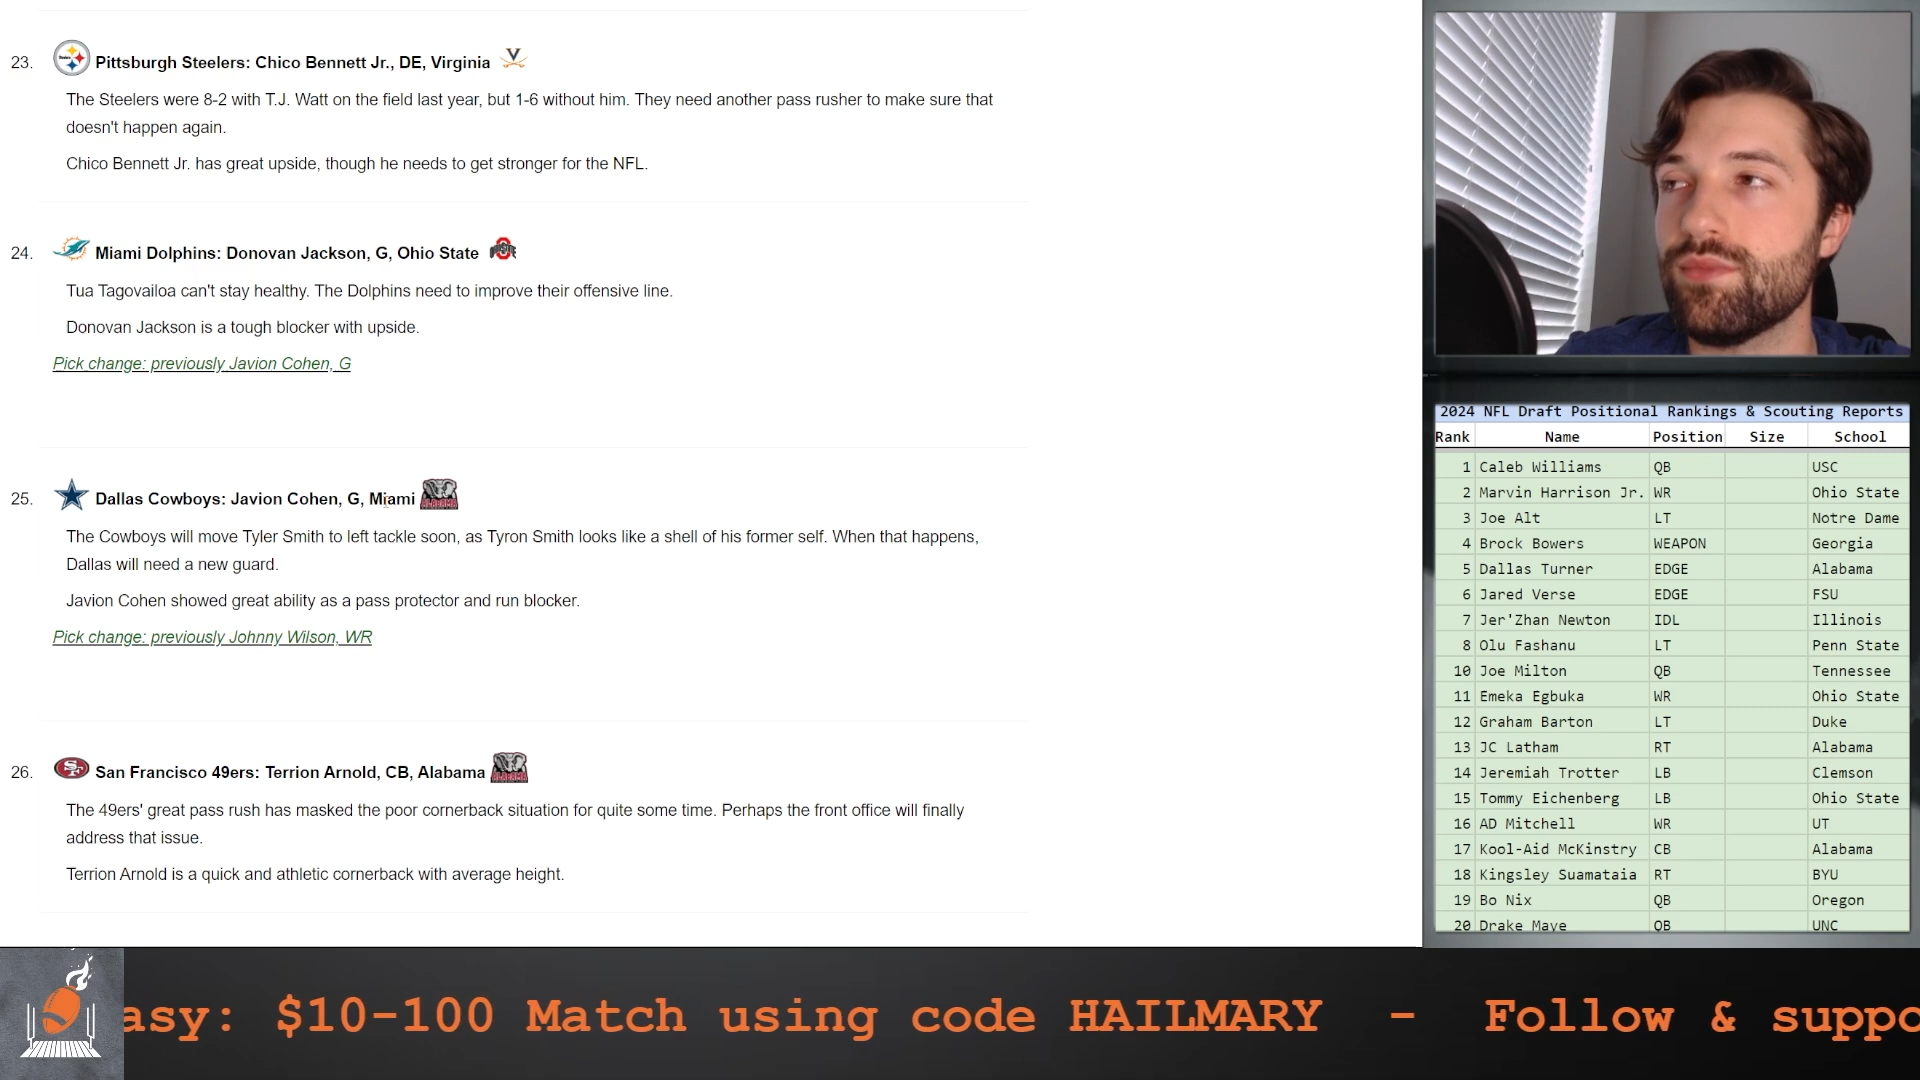 23. Pittsburgh Steelers: Chico Bennett Jr., DE, Virginia
The Steelers were 8-2 with T.J. Watt on the field last year, but 1-6 without him. They need another pass rusher to make sure that
doesn't happen again.
Chico Bennett Jr. has great upside, though he needs to get stronger for the NFL.
24. Miami Dolphins: Donovan Jackson, G, Ohio State
Tua Tagovailoa can't stay healthy. The Dolphins need to improve their offensive line.
Donovan Jackson is a tough blocker with upside.
Pick change: previously Javion Cohen, G
25. Dallas Cowboys: Javion Cohen, G, Miami
ALABAMA
The Cowboys will move Tyler Smith to left tackle soon, as Tyron Smith looks like a shell of his former self. When that happens,
Dallas will need a new guard.
Javion Cohen showed great ability as a pass protector and run blocker.
Pick change: previously Johnny Wilson, WR
26. San Francisco 49ers: Terrion Arnold, CB, Alabama
ALABAMA
The 49ers' great pass rush has masked the poor cornerback situation for quite some time. Perhaps the front office will finally
address that issue.
Terrion Arnold is a quick and athletic cornerback with average height.
2024 NFL Draft Positional Rankings & Scouting Reports
Rank Name Position Size School
1 Caleb Williams QB USC
2 Marvin Harrison Jr. WR Ohio State
3 Joe Alt LT Notre Dame
4 Brock Bowers WEAPON Georgia
5 Dallas Turner EDGE Alabama
6 Jared Verse EDGE FSU
7 Jer'Zhan Newton IDL Illinois
8 Olu Fashanu LT Penn State
10 Joe Milton QB Tennessee
11 Emeka Egbuka WR Ohio State
12 Graham Barton LT Duke
13 JC Latham RT Alabama
14 Jeremiah Trotter LB Clemson
15 Tommy Eichenberg LB Ohio State
16 AD Mitchell WR UT
17 Kool-Aid McKinstry CB Alabama
18 Kingsley Suamataia RT BYU
19 Bo Nix QB Oregon
20 Drake Maye QB UNC
asy: $10-100 Match using code HAILMARY - Follow & suppo